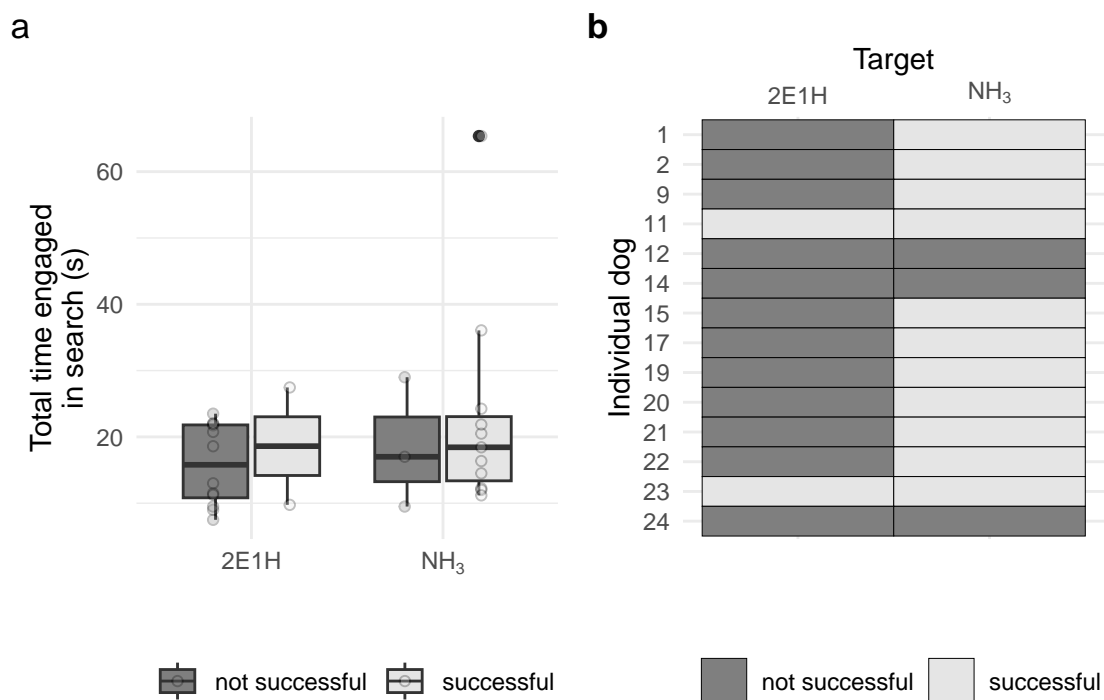 a
Total time engaged
in search (s)
60
40
20
2E1H
NH₃
not successful
successful
b
Target
2E1H
NH₃
Individual dog
1
2
9
11
12
14
15
17
19
20
21
22
23
24
not successful
successful